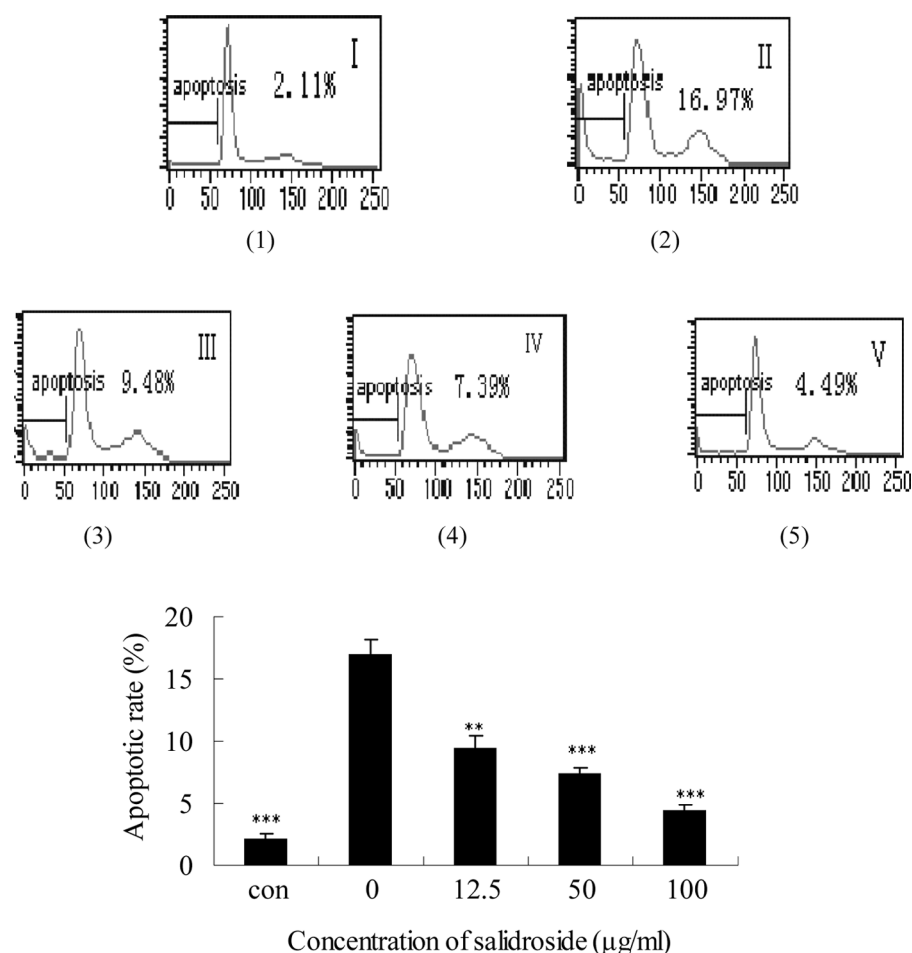 I
apoptosis 2.11%
0 50 100 150 200 250
(1)
II
apoptosis
16.97%
0 50 100 150 200 250
(2)
III
apoptosis 9.48%
0 50 100 150 200 250
(3)
IV
apoptosis 7.39%
0 50 100 150 200 250
(4)
V
apoptosis 4.49%
0 50 100 150 200 250
(5)
Apoptotic rate (%)
20
15
10
5
0
***
**
***
***
con 0 12.5 50 100
Concentration of salidroside (μg/ml)